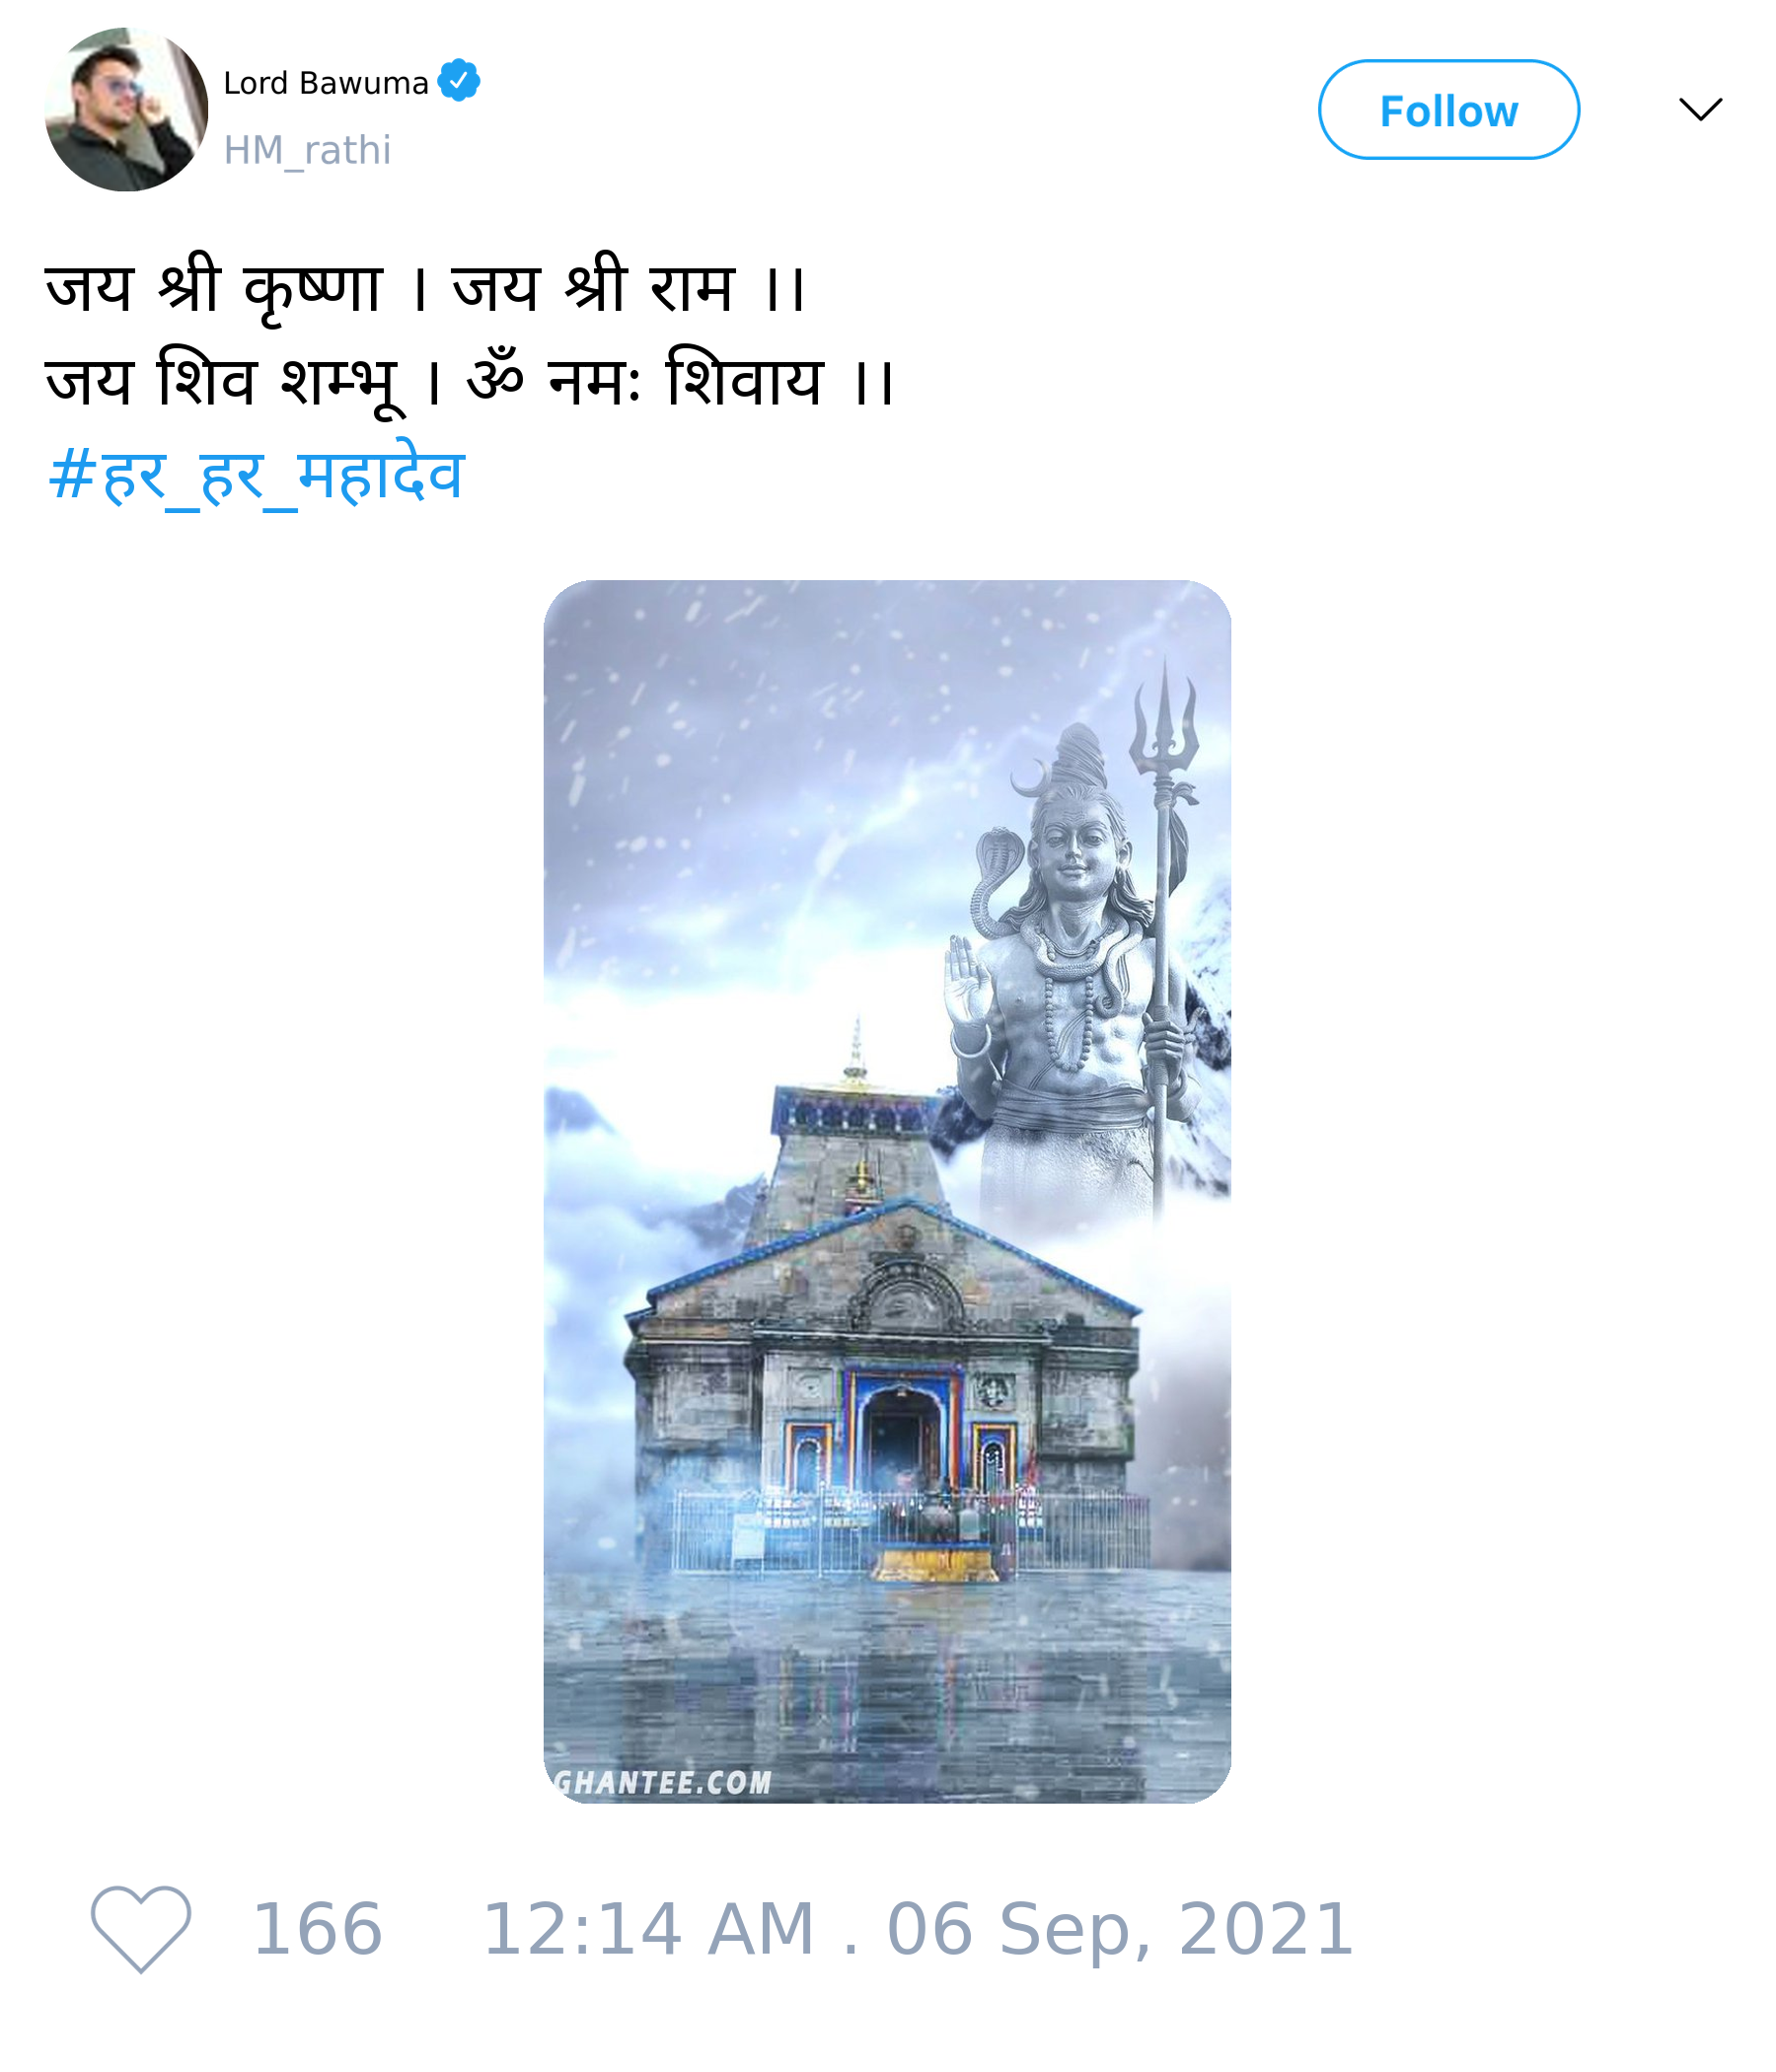 Lord Bawuma
HM_rathi
Follow
जय श्री कृष्णा । जय श्री राम ।।
जय शिव शम्भू । ॐ नमः शिवाय ।।
#हर_हर_महादेव
GHANTEE.COM
166 12:14 AM . 06 Sep, 2021